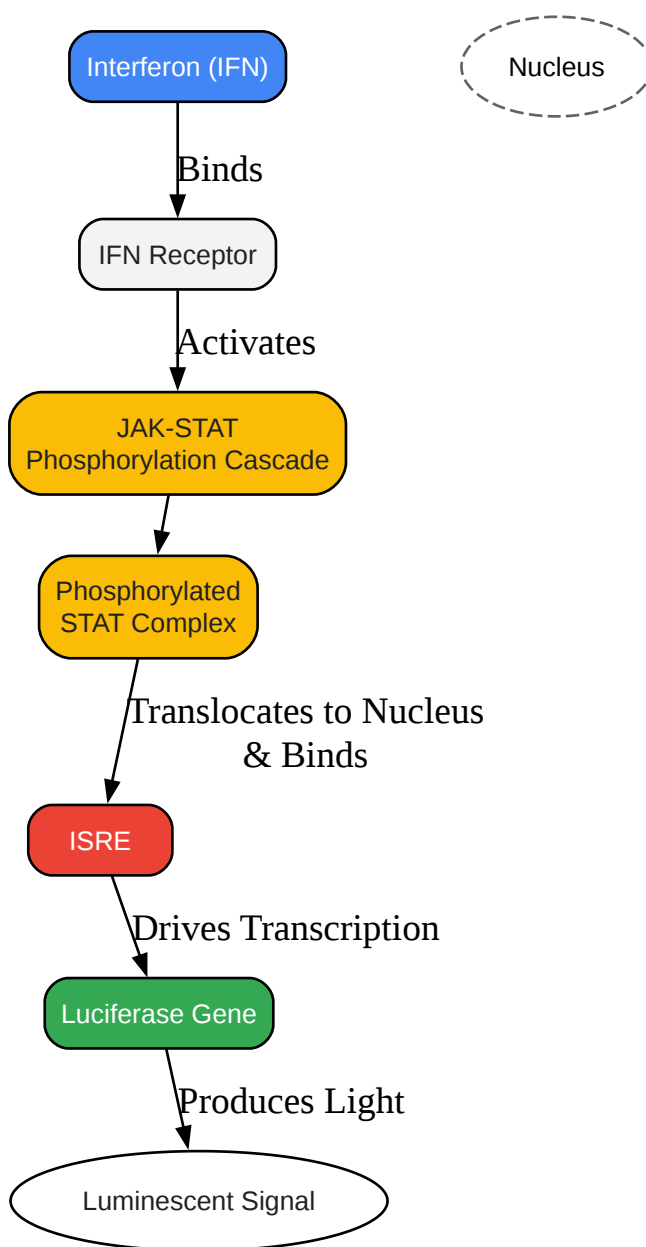 Interferon (IFN)
Nucleus
Binds
IFN Receptor
Activates
JAK-STAT
Phosphorylation Cascade
Phosphorylated
STAT Complex
Translocates to Nucleus
& Binds
ISRE
Drives Transcription
Luciferase Gene
Produces Light
Luminescent Signal